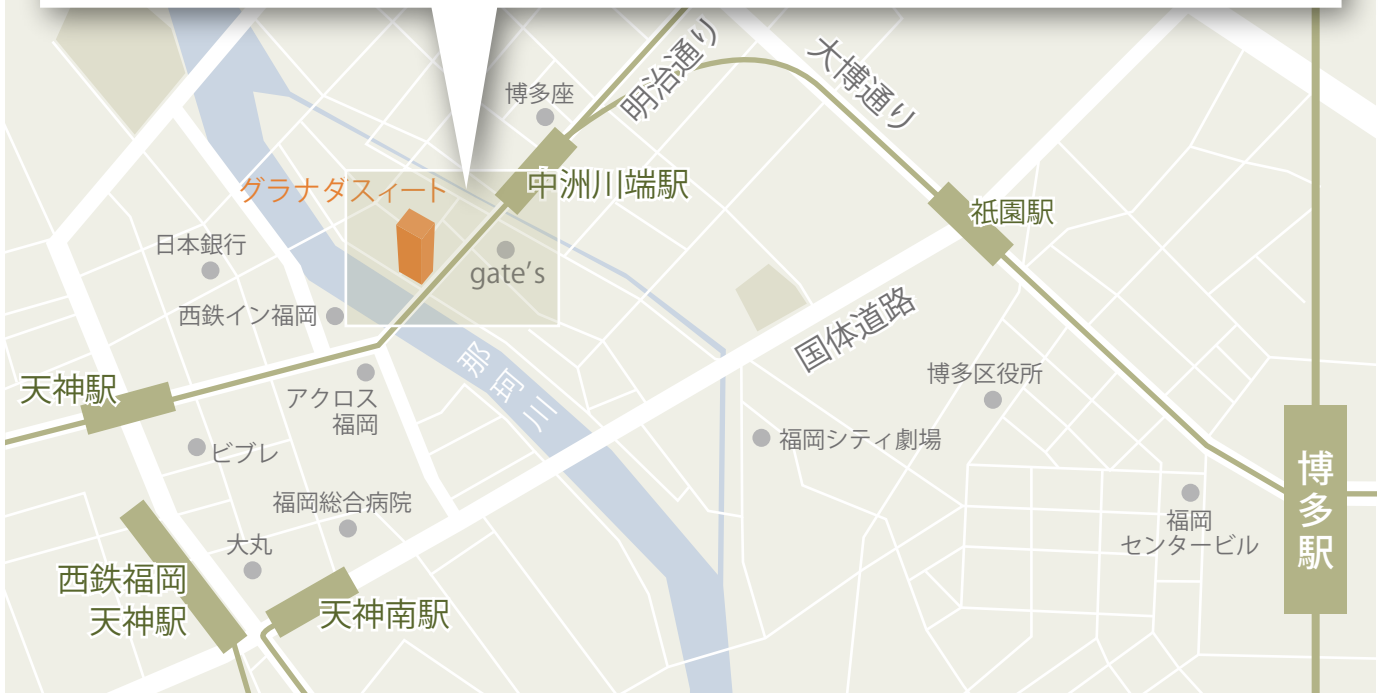 博多座
明治通り
大博通り
グラナダスィート
中洲川端駅
祇園駅
日本銀行
gate's
西鉄イン福岡
国体道路
那珂川
天神駅
アクロス
福岡
博多区役所
ビブレ
福岡シティ劇場
博多駅
福岡総合病院
福岡
センタービル
大丸
西鉄福岡
天神駅
天神南駅